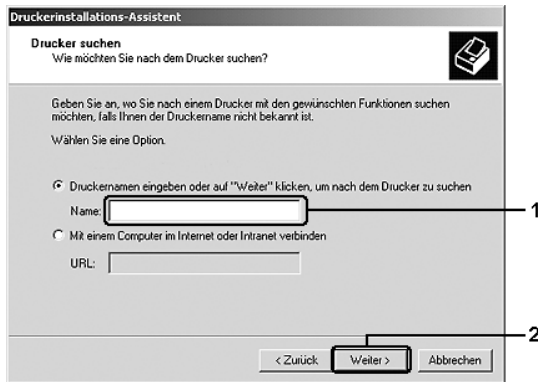 Druckerinstallations-Assistent
Drucker suchen
Wie möchten Sie nach dem Drucker suchen?
Geben Sie an, wo Sie nach einem Drucker mit den gewünschten Funktionen suchen
möchten, falls Ihnen der Druckername nicht bekannt ist.
Wählen Sie eine Option.
Druckernamen eingeben oder auf "Weiter" klicken, um nach dem Drucker zu suchen
Name:
1
Mit einem Computer im Internet oder Intranet verbinden
URL:
2
< Zurück
Weiter >
Abbrechen